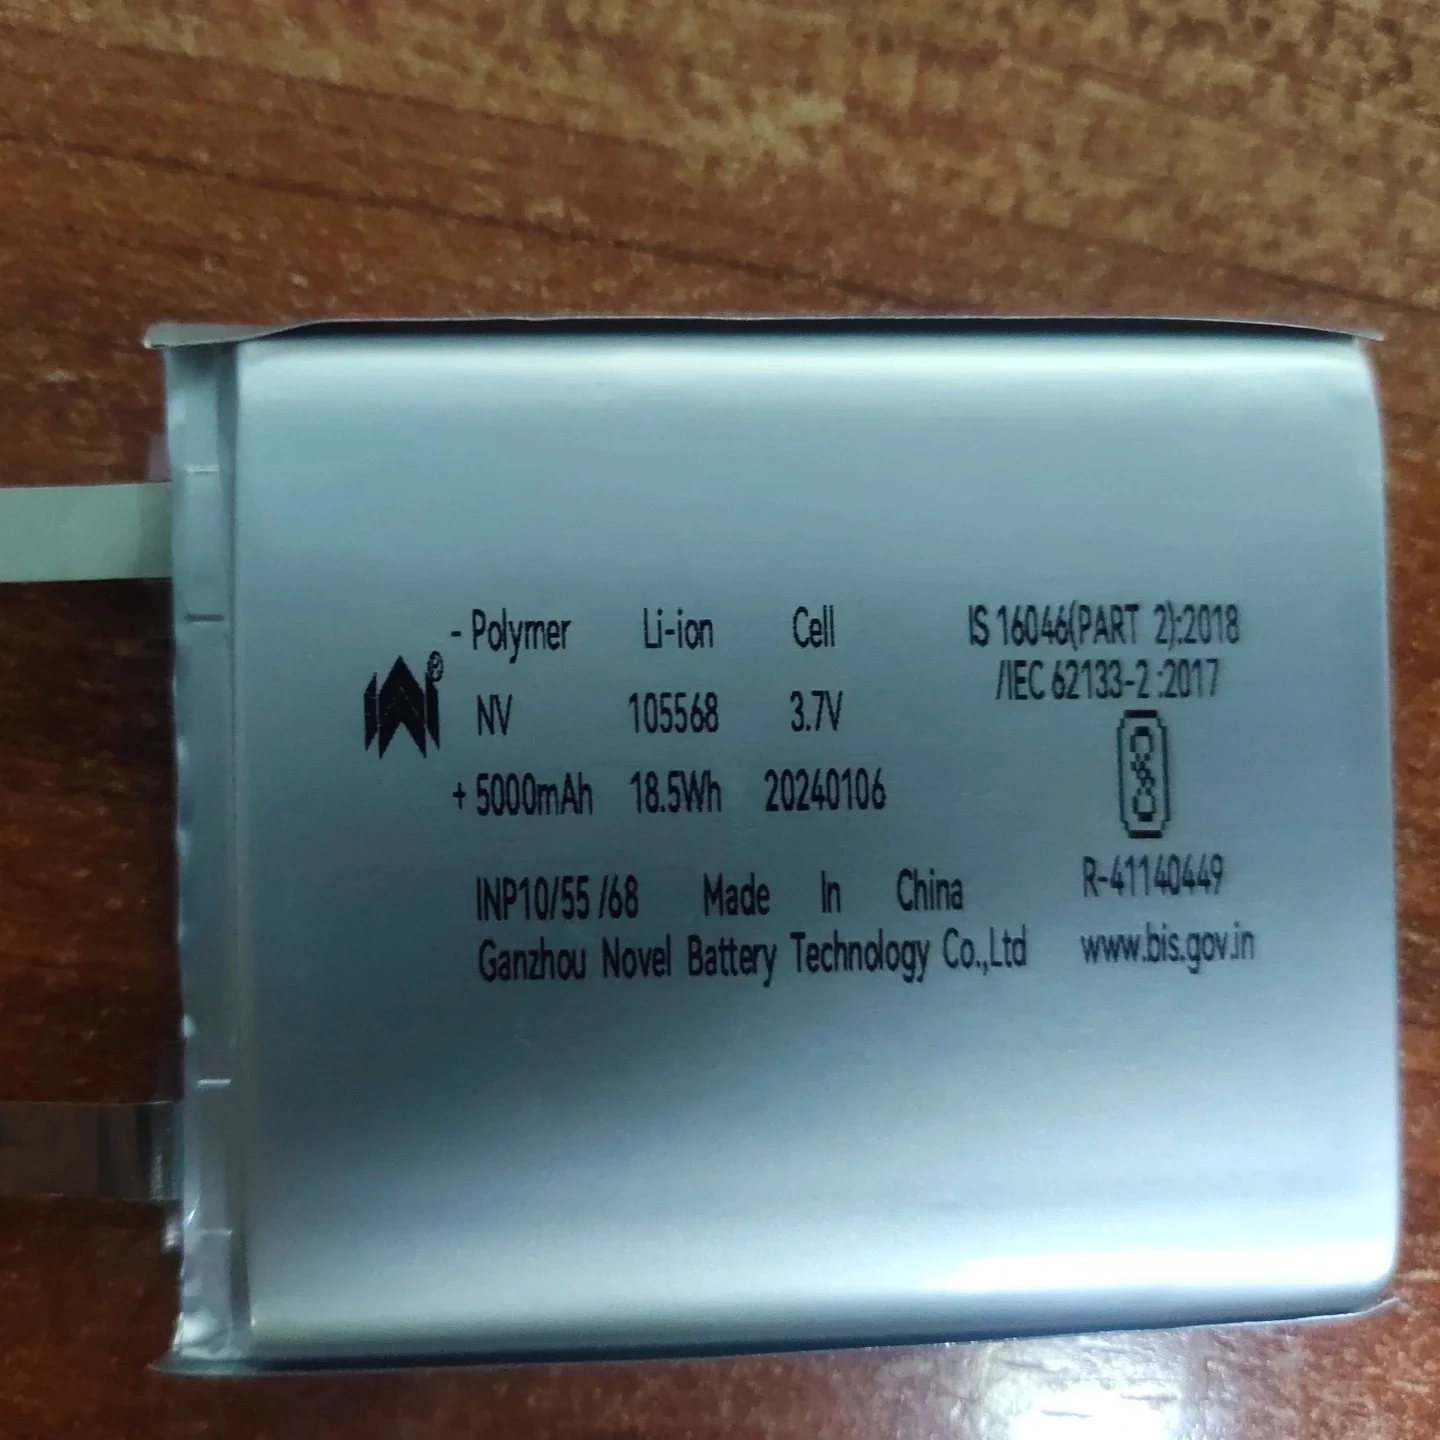 - Polymer Li-ion Cell
NV 105568 3.7V
+ 5000mAh 18.5Wh 20240106
INP10/55 /68 Made In China
Ganzhou Novel Battery Technology Co.,Ltd
IS 16046(PART 2):2018
/IEC 62133-2 :2017
R-41140449
www.bis.gov.in